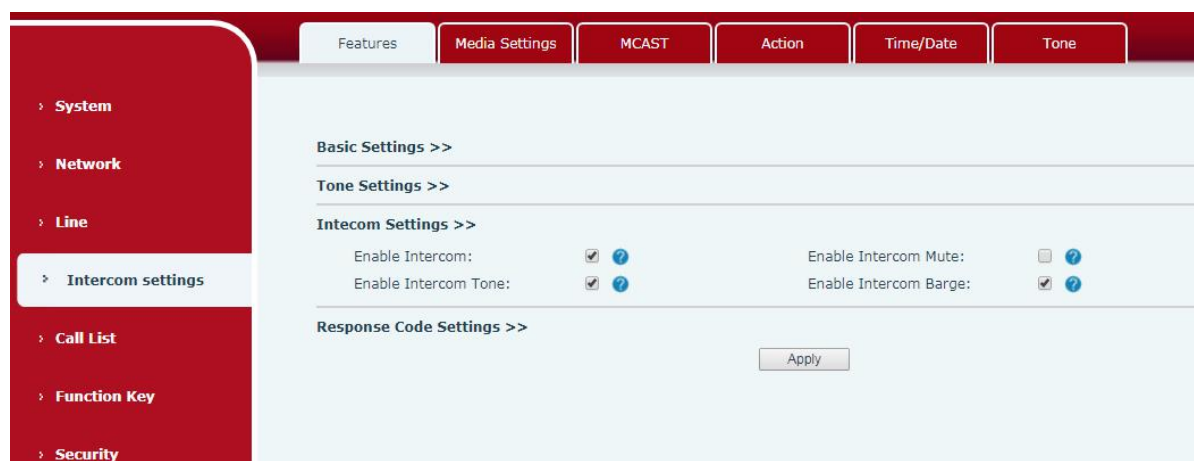 Features Media Settings MCAST Action Time/Date Tone
› System
› Network
› Line
› Intercom settings
› Call List
› Function Key
› Security
Basic Settings >>
Tone Settings >>
Intecom Settings >>
Enable Intercom: ? Enable Intercom Mute: ?
Enable Intercom Tone: ? Enable Intercom Barge: ?
Response Code Settings >>
Apply